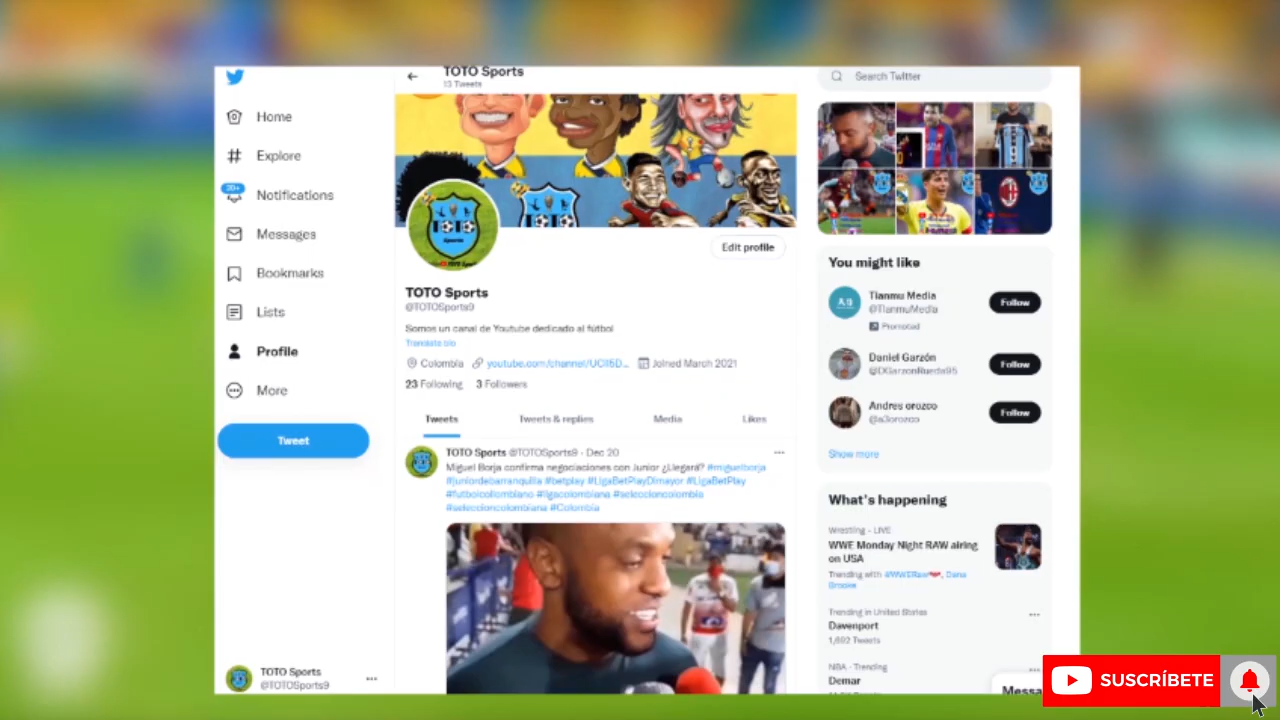 TOTO Sports
13 Tweets
Search Twitter
Home
Explore
20+
Notifications
Messages
Bookmarks
Lists
Profile
More
Tweet
Edit profile
TOTO Sports
@TOTOSports9
Somos un canal de Youtube dedicado al fútbol
Translate bio
Colombia youtube.com/channel/UCII5D... Joined March 2021
23 Following 3 Followers
Tweets Tweets & replies Media Likes
TOTO Sports @TOTOSports9 · Dec 20
Miguel Borja confirma negociaciones con Junior ¿Llegará? #miguelborja
#juniordebarranquilla #betplay #LigaBetPlayDimayor #LigaBetPlay
#futbolcolombiano #ligacolombiana #seleccioncolombia
#seleccioncolombiana #Colombia
You might like
Tianmu Media
@TianmuMedia
Promoted
Follow
Daniel Garzón
@DGarzonRueda95
Follow
Andres orozco
@a3orozco
Follow
Show more
What's happening
Wrestling · LIVE
WWE Monday Night RAW airing
on USA
Trending with #WWERaw, Dana
Brooke
Trending in United States
Davenport
1,692 Tweets
NBA · Trending
Demar
TOTO Sports
@TOTOSports9
Messa
SUSCRÍBETE